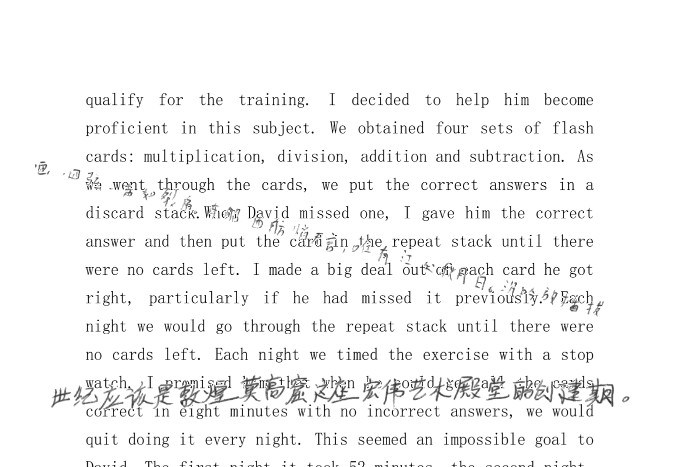 qualify for the training. I decided to help him become
proficient in this subject. We obtained four sets of flash
cards: multiplication, division, addition and subtraction. As
we went through the cards, we put the correct answers in a
discard stack. When David missed one, I gave him the correct
answer and then put the card in the repeat stack until there
were no cards left. I made a big deal out of each card he got
right, particularly if he had missed it previously. Each
night we would go through the repeat stack until there were
no cards left. Each night we timed the exercise with a stop
watch. I promised him that when he could get all the cards
世纪应该是敦煌莫高窟这座宏伟艺术殿堂的创建期。
correct in eight minutes with no incorrect answers, we would
quit doing it every night. This seemed an impossible goal to
David. The first night it took 52 minutes, the second night,